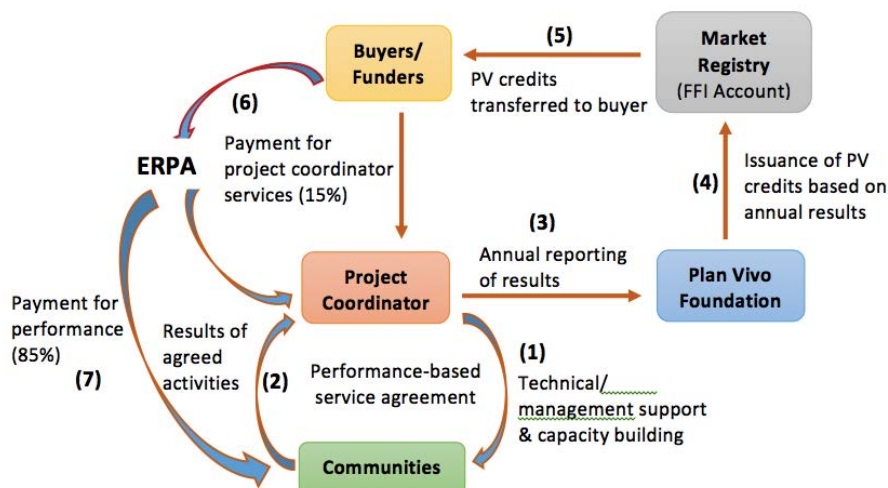 Buyers/
Funders
(5)
PV credits
transferred to buyer
Market
Registry
(FFI Account)
(6)
ERPA
Payment for
project coordinator
services (15%)
(4)
Issuance of PV
credits based on
annual results
(3)
Annual reporting
of results
Project
Coordinator
Plan Vivo
Foundation
Payment for
performance
(85%)
(7)
Results of
agreed
activities
(2)
Performance-based
service agreement
(1)
Technical/
management support
& capacity building
Communities